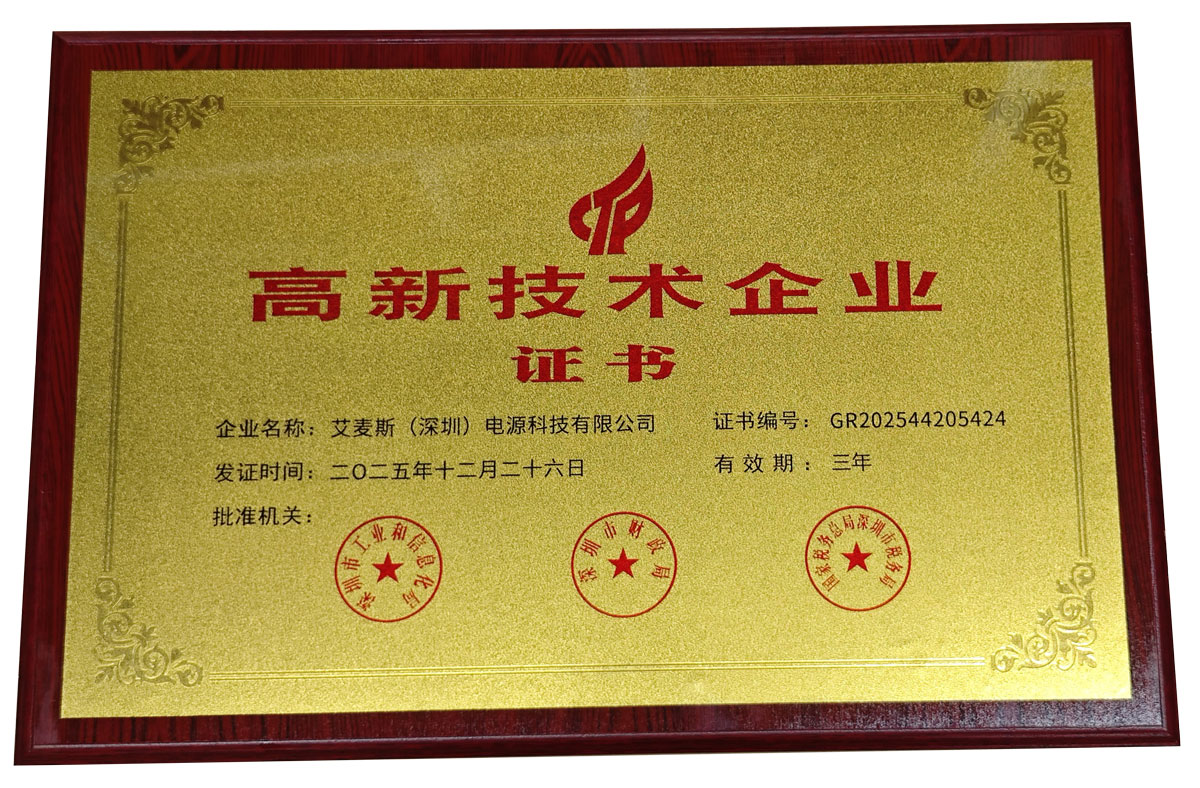 CTP
高新技术企业
证书
企业名称：艾麦斯（深圳）电源科技有限公司
证书编号： GR202544205424
发证时间：二O二五年十二月二十六日
有 效 期 ： 三年
批准机关：
深圳市工业和信息化局
深圳市财政局
国家税务总局深圳市税务局